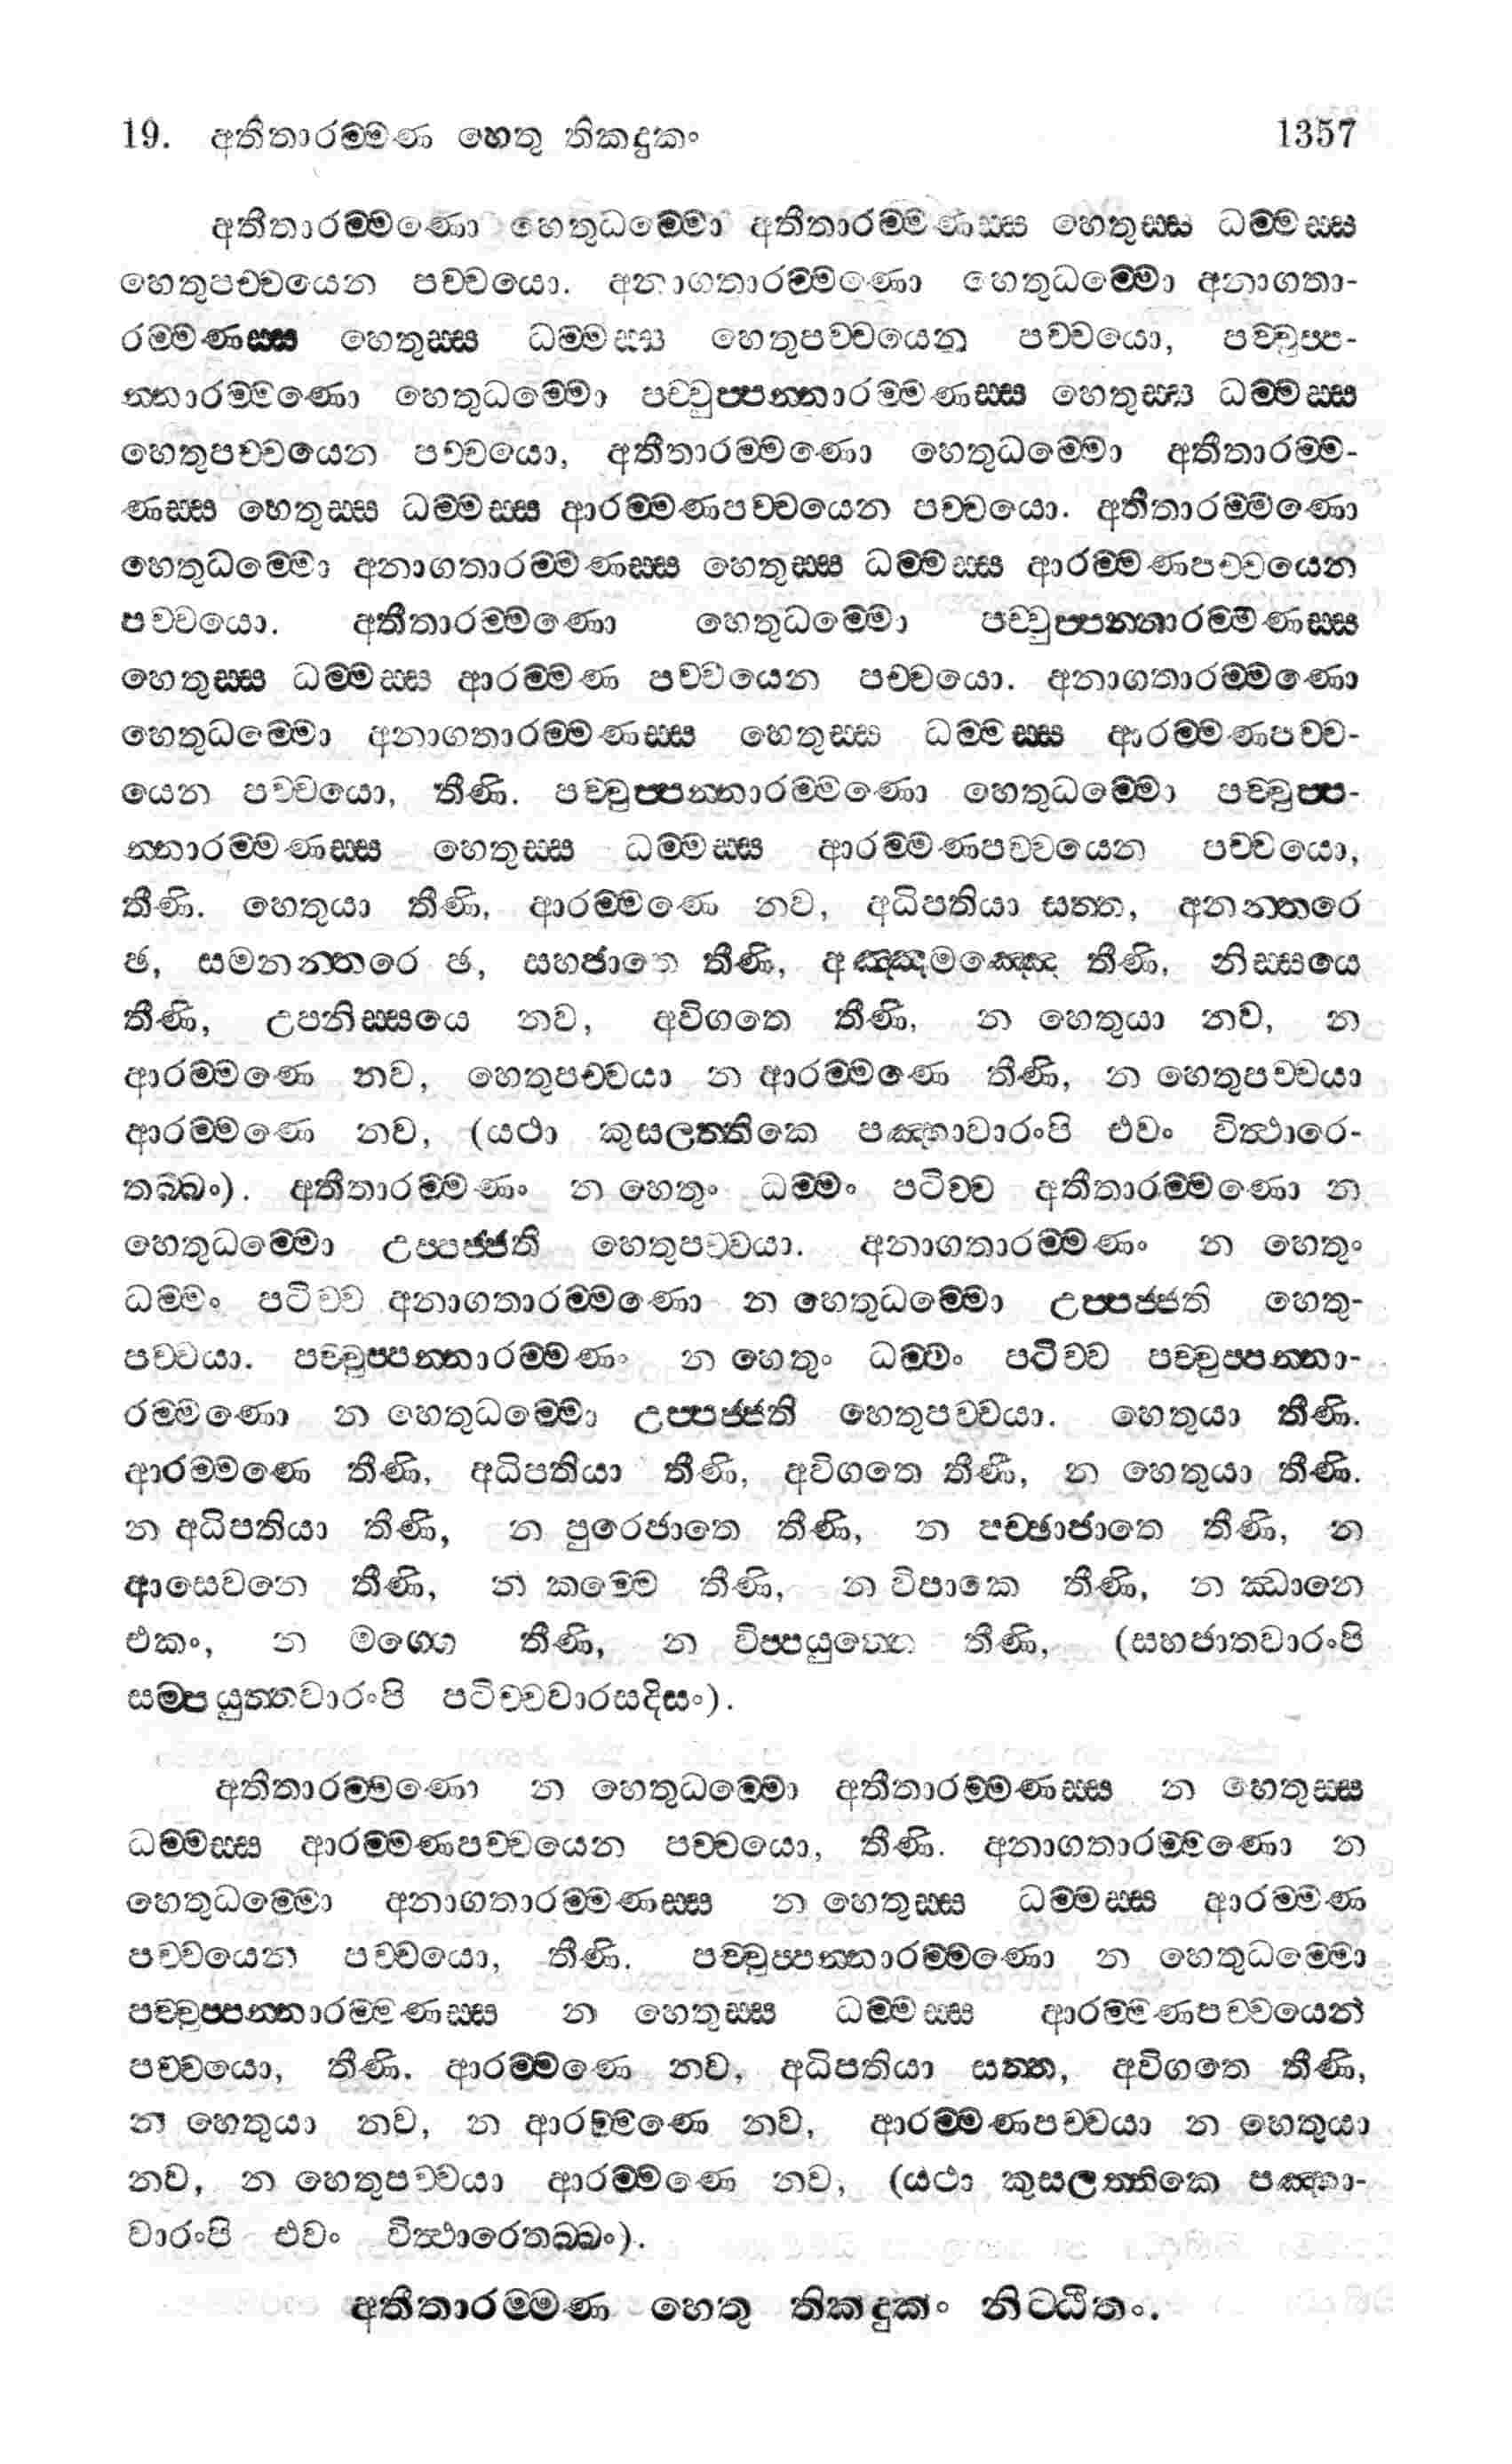 19. අතීතාරම්මණ හෙතු තිකදුකං 1357
අතීතාරම්මණො හෙතුධම්මො අතීතාරම්මණස්ස හෙතුස්ස ධම්මස්ස
හෙතුපච්චයෙන පච්චයො. අනාගතාරම්මණො හෙතුධම්මො අනාගතා-
රම්මණස්ස හෙතුස්ස ධම්මස්ස හෙතුපච්චයෙන පච්චයො, පච්චුප්ප-
න්නාරම්මණො හෙතුධම්මො පච්චුප්පන්නාරම්මණස්ස හෙතුස්ස ධම්මස්ස
හෙතුපච්චයෙන පච්චයො, අතීතාරම්මණො හෙතුධම්මො අතීතාරම්ම-
ණස්ස හෙතුස්ස ධම්මස්ස ආරම්මණපච්චයෙන පච්චයො. අතීතාරම්මණො
හෙතුධම්මො අනාගතාරම්මණස්ස හෙතුස්ස ධම්මස්ස ආරම්මණපච්චයෙන
පච්චයො. අතීතාරම්මණො හෙතුධම්මො පච්චුප්පන්නාරම්මණස්ස
හෙතුස්ස ධම්මස්ස ආරම්මණ පච්චයෙන පච්චයො. අනාගතාරම්මණො
හෙතුධම්මො අනාගතාරම්මණස්ස හෙතුස්ස ධම්මස්ස ආරම්මණපච්ච-
යෙන පච්චයො, තීණි. පච්චුප්පන්නාරම්මණො හෙතුධම්මො පච්චුප්ප-
න්නාරම්මණස්ස හෙතුස්ස ධම්මස්ස ආරම්මණපච්චයෙන පච්චයො,
තීණි. හෙතුයා තීණි, ආරම්මණෙ නව, අධිපතියා සත්ත, අනන්තරෙ
ඡ, සමනන්තරෙ ඡ, සහජාතෙ තීණි, අඤ්ඤමඤ්ඤෙ තීණි, නිස්සයෙ
තීණි, උපනිස්සයෙ නව, අවිගතෙ තීණි, න හෙතුයා නව, න
ආරම්මණෙ නව, හෙතුපච්චයා න ආරම්මණෙ තීණි, න හෙතුපච්චයා
ආරම්මණෙ නව, (යථා කුසලත්තිකෙ පඤ්හාවාරංපි එවං විත්ථාරෙ-
තබ්බං). අතීතාරම්මණං න හෙතුං ධම්මං පටිච්ච අතීතාරම්මණො න
හෙතුධම්මො උප්පජ්ජති හෙතුපච්චයා. අනාගතාරම්මණං න හෙතුං
ධම්මං පටිච්ච අනාගතාරම්මණො න හෙතුධම්මො උප්පජ්ජති හෙතු-
පච්චයා. පච්චුප්පන්නාරම්මණං න හෙතුං ධම්මං පටිච්ච පච්චුප්පන්නා-
රම්මණො න හෙතුධම්මො උප්පජ්ජති හෙතුපච්චයා. හෙතුයා තීණි.
ආරම්මණෙ තීණි, අධිපතියා තීණි, අවිගතෙ තීණි, න හෙතුයා තීණි.
න අධිපතියා තීණි, න පුරෙජාතෙ තීණි, න පච්ඡාජාතෙ තීණි, න
ආසෙවනෙ තීණි, න කම්මෙ තීණි, න විපාකෙ තීණි, න ඣානෙ
එකං, න මග්ගෙ තීණි, න විප්පයුත්තෙ තීණි, (සහජාතවාරංපි
සම්පයුත්තවාරංපි පටිච්චවාරසදිසං).
අතීතාරම්මණො න හෙතුධම්මො අතීතාරම්මණස්ස න හෙතුස්ස
ධම්මස්ස ආරම්මණපච්චයෙන පච්චයො, තීණි. අනාගතාරම්මණො න
හෙතුධම්මො අනාගතාරම්මණස්ස න හෙතුස්ස ධම්මස්ස ආරම්මණ
පච්චයෙන පච්චයො, තීණි. පච්චුප්පන්නාරම්මණො න හෙතුධම්මො
පච්චුප්පන්නාරම්මණස්ස න හෙතුස්ස ධම්මස්ස ආරම්මණපච්චයෙන
පච්චයො, තීණි. ආරම්මණෙ නව, අධිපතියා සත්ත, අවිගතෙ තීණි,
න හෙතුයා නව, න ආරම්මණෙ නව, ආරම්මණපච්චයා න හෙතුයා
නව, න හෙතුපච්චයා ආරම්මණෙ නව, (යථා කුසලත්තිකෙ පඤ්හා-
වාරංපි එවං විත්ථාරෙතබ්බං).
අතීතාරම්මණ හෙතු තිකදුකං නිට්ඨිතං.